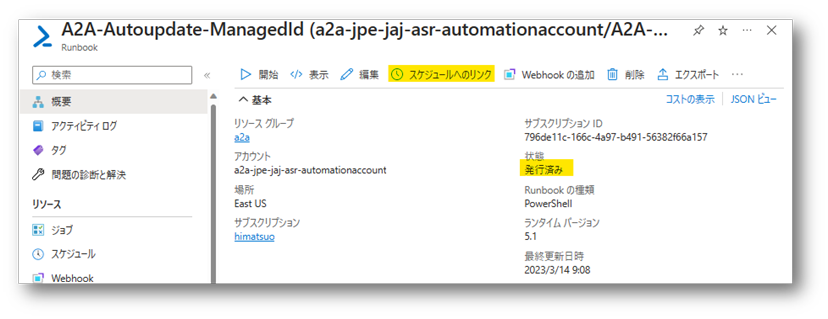 A2A-Autoupdate-ManagedId (a2a-jpe-jaj-asr-automationaccount/A2A-...
Runbook
検索
概要
アクティビティ ログ
タグ
問題の診断と解決
リソース
ジョブ
スケジュール
Webhook
開始 表示 編集 スケジュールへのリンク Webhook の追加 削除 エクスポート
基本
コストの表示 JSON ビュー
リソース グループ
a2a
アカウント
a2a-jpe-jaj-asr-automationaccount
場所
East US
サブスクリプション
himatsuo
サブスクリプション ID
796de11c-166c-4a97-b491-56382f66a157
状態
発行済み
Runbook の種類
PowerShell
ランタイム バージョン
5.1
最終更新日時
2023/3/14 9:08